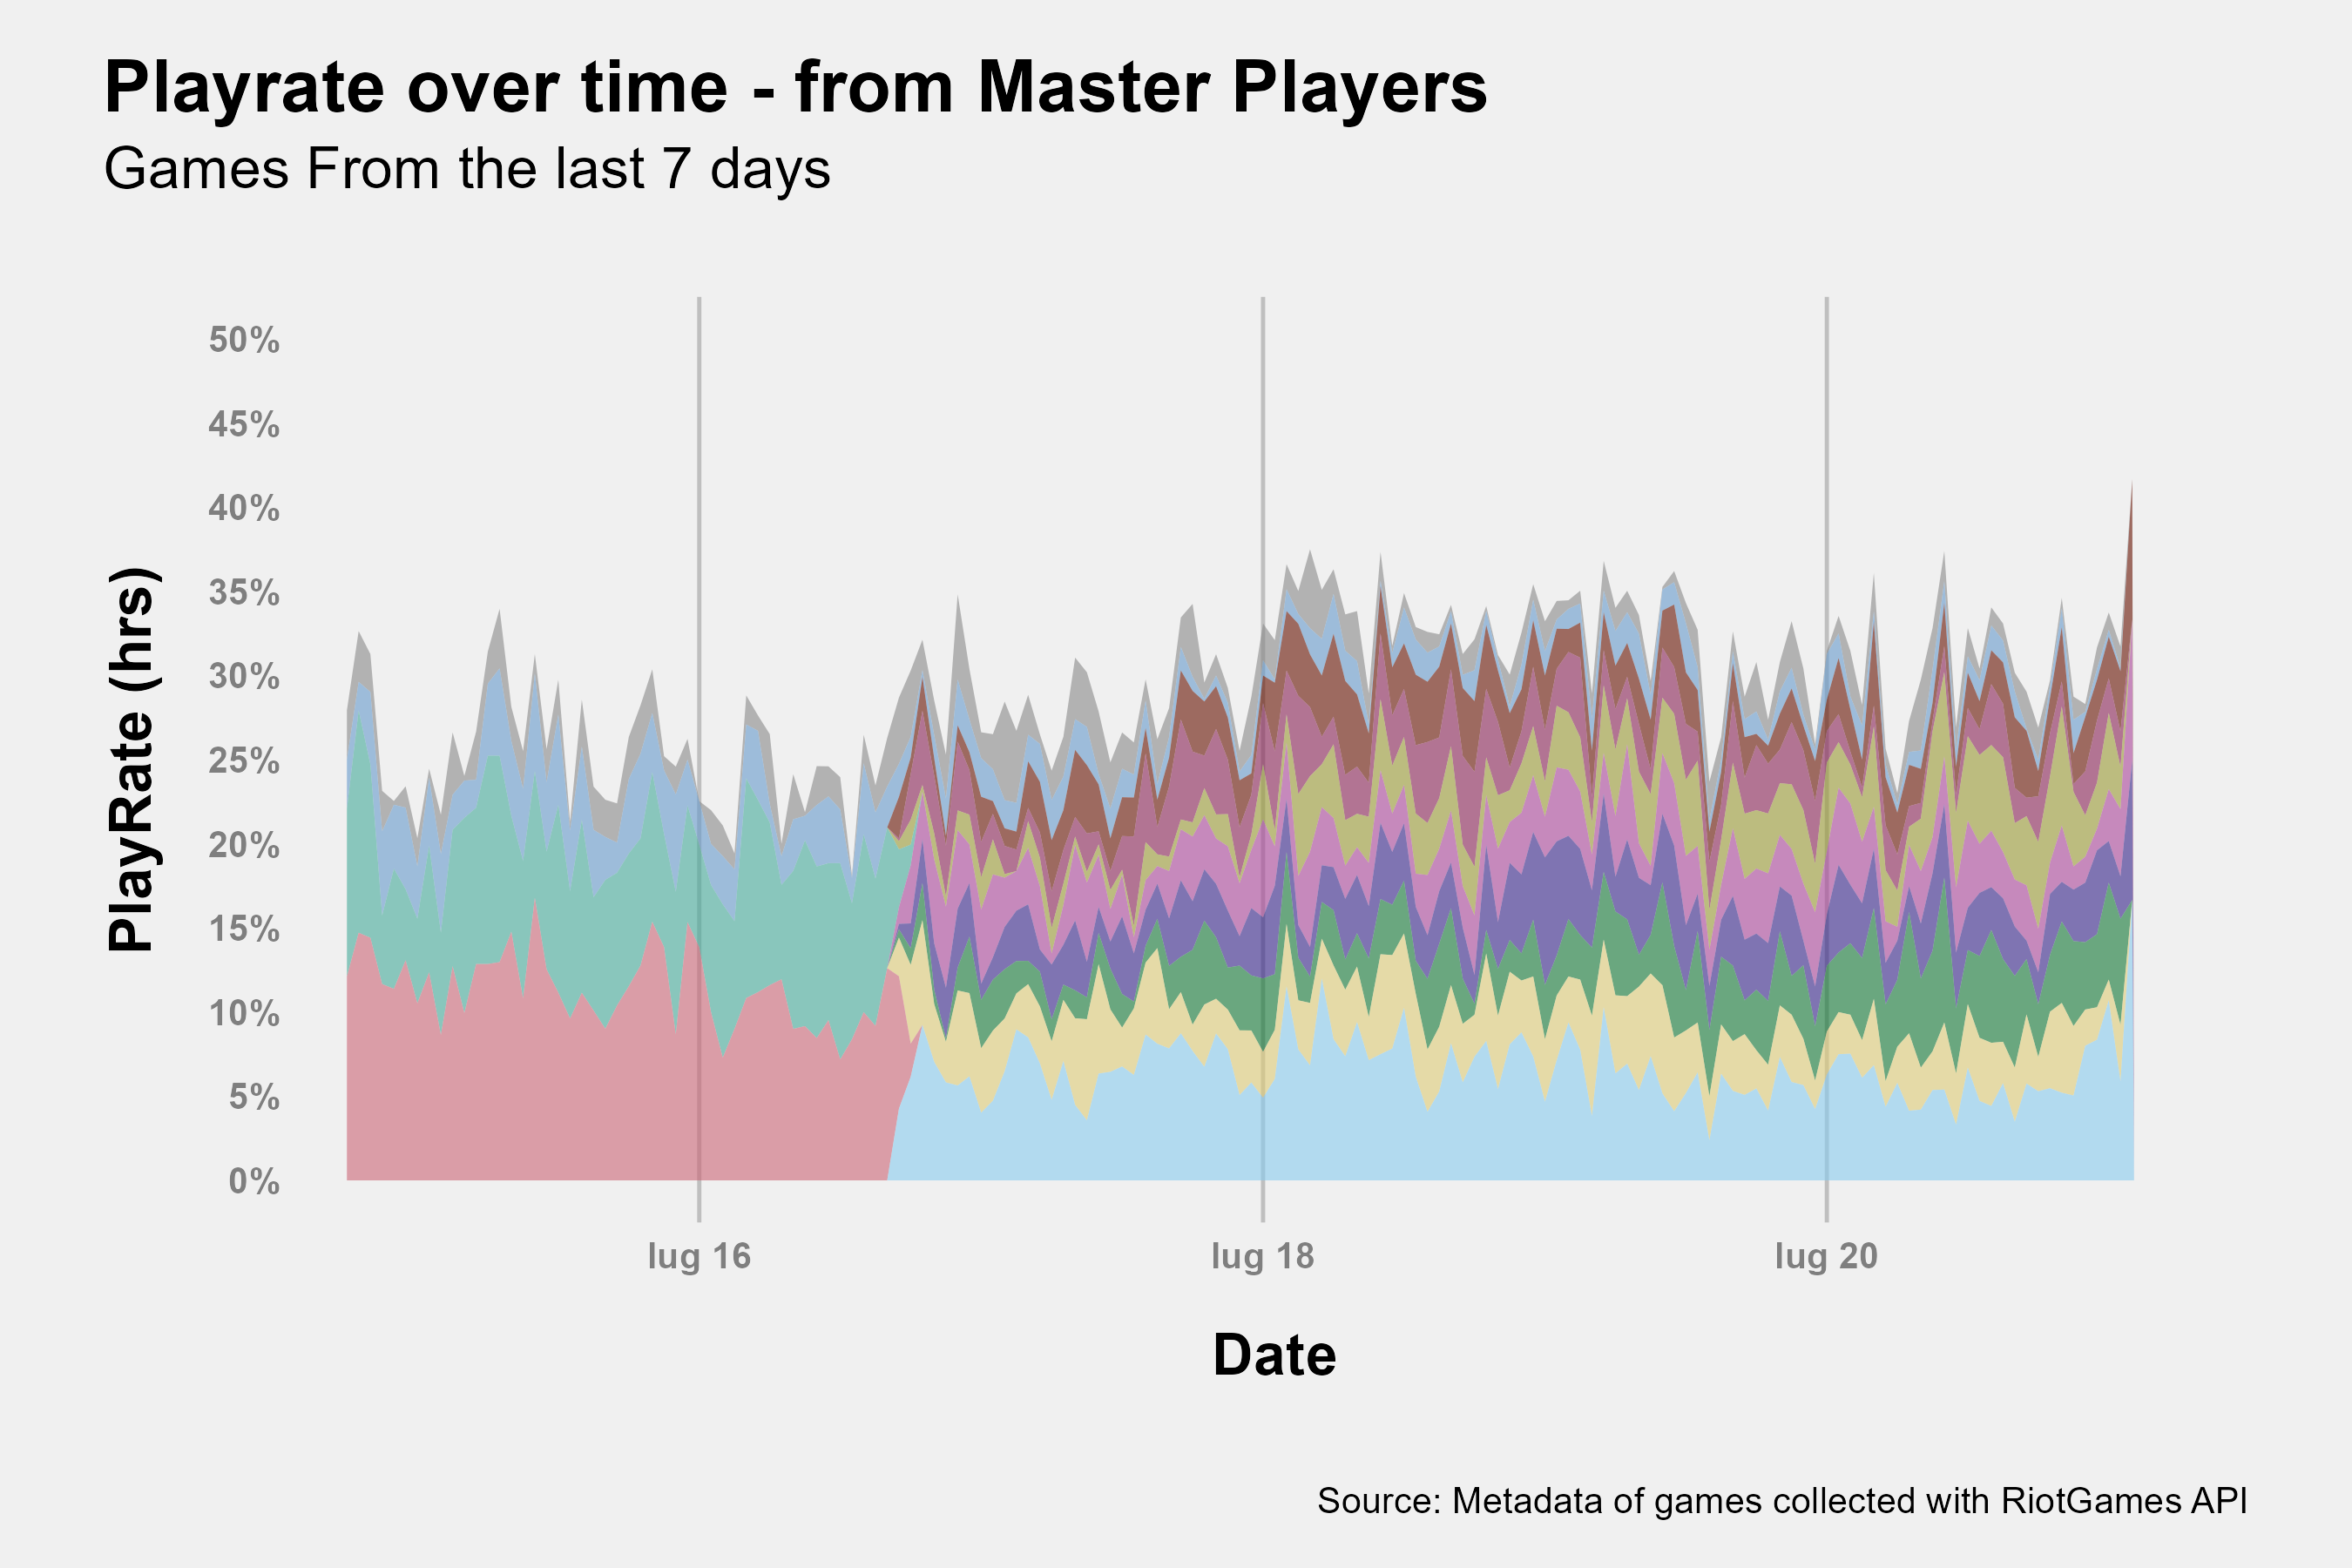 Playrate over time - from Master Players
Games From the last 7 days
50%
45%
40%
35%
30%
25%
20%
15%
10%
5%
0%
PlayRate (hrs)
lug 16
lug 18
lug 20
Date
Source: Metadata of games collected with RiotGames API